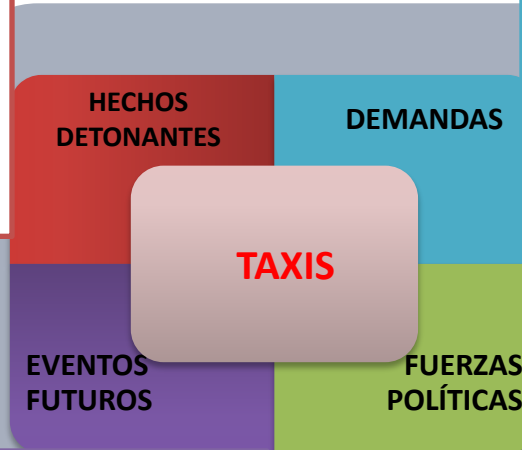 HECHOS
DETONANTES
DEMANDAS
TAXIS
EVENTOS
FUTUROS
FUERZAS
POLÍTICAS